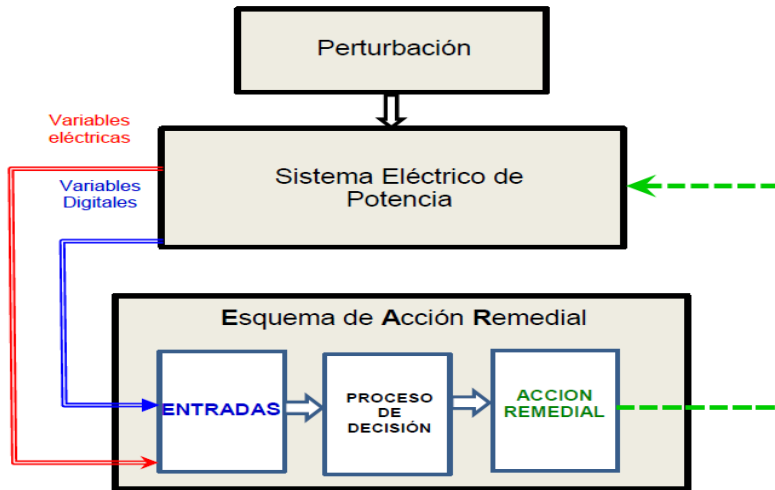 Perturbación
Variables
eléctricas
Sistema Eléctrico de
Potencia
Variables
Digitales
Esquema de Acción Remedial
ENTRADAS
PROCESO
DE
DECISIÓN
ACCION
REMEDIAL